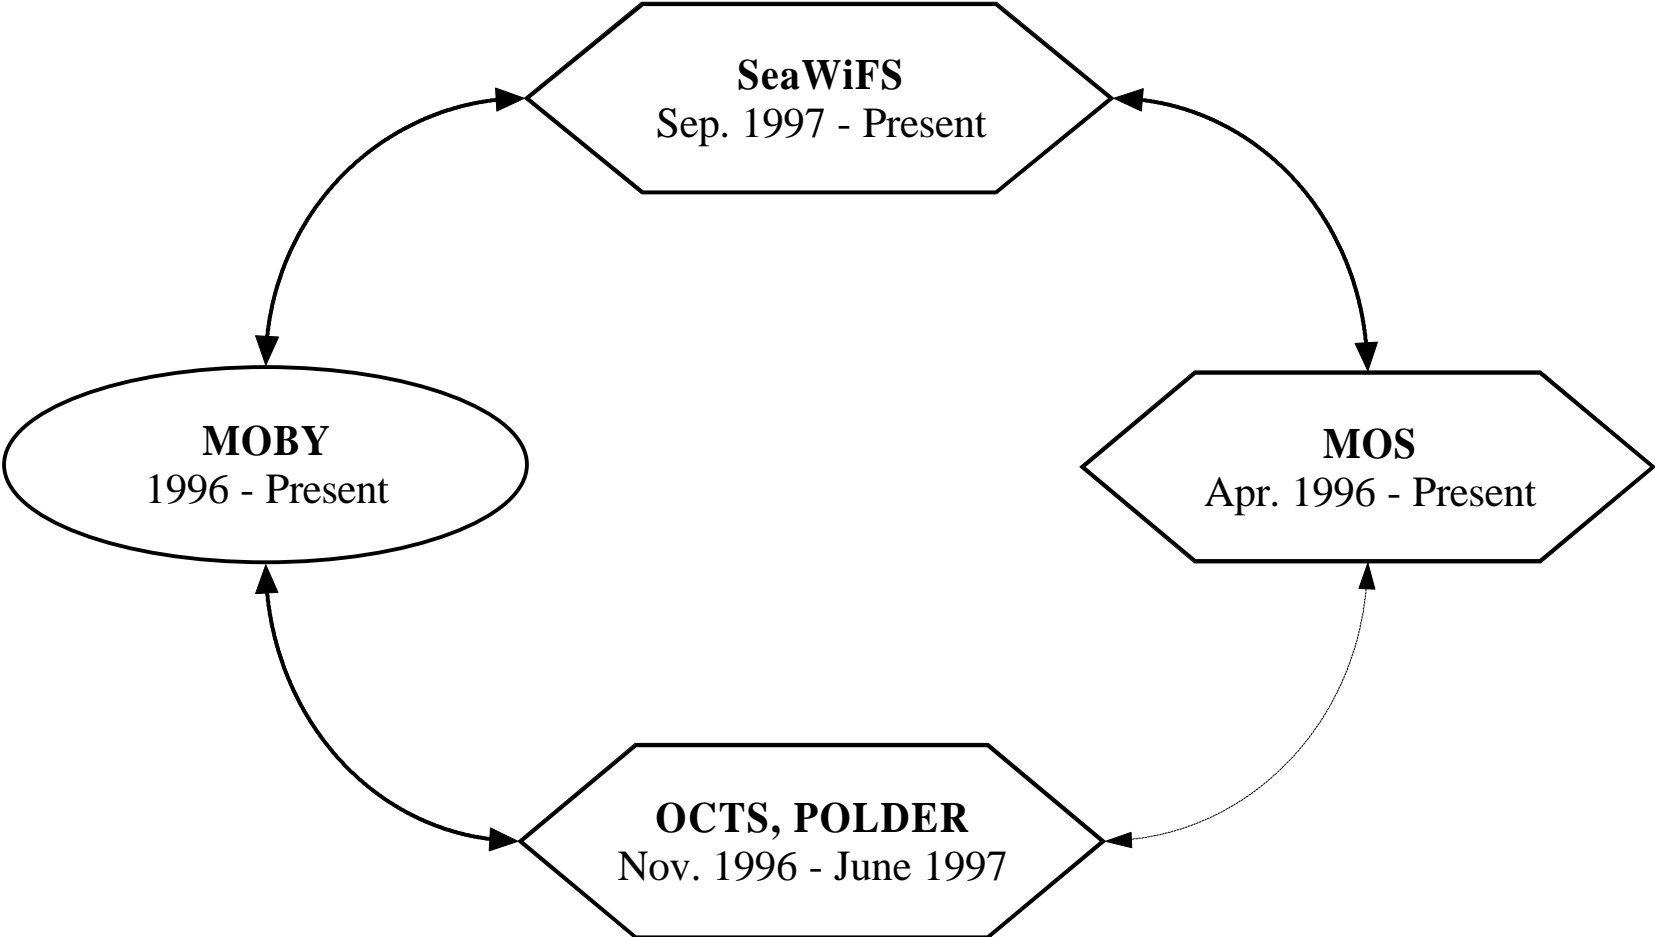 SeaWiFS
Sep. 1997 - Present
MOBY
1996 - Present
MOS
Apr. 1996 - Present
OCTS, POLDER
Nov. 1996 - June 1997